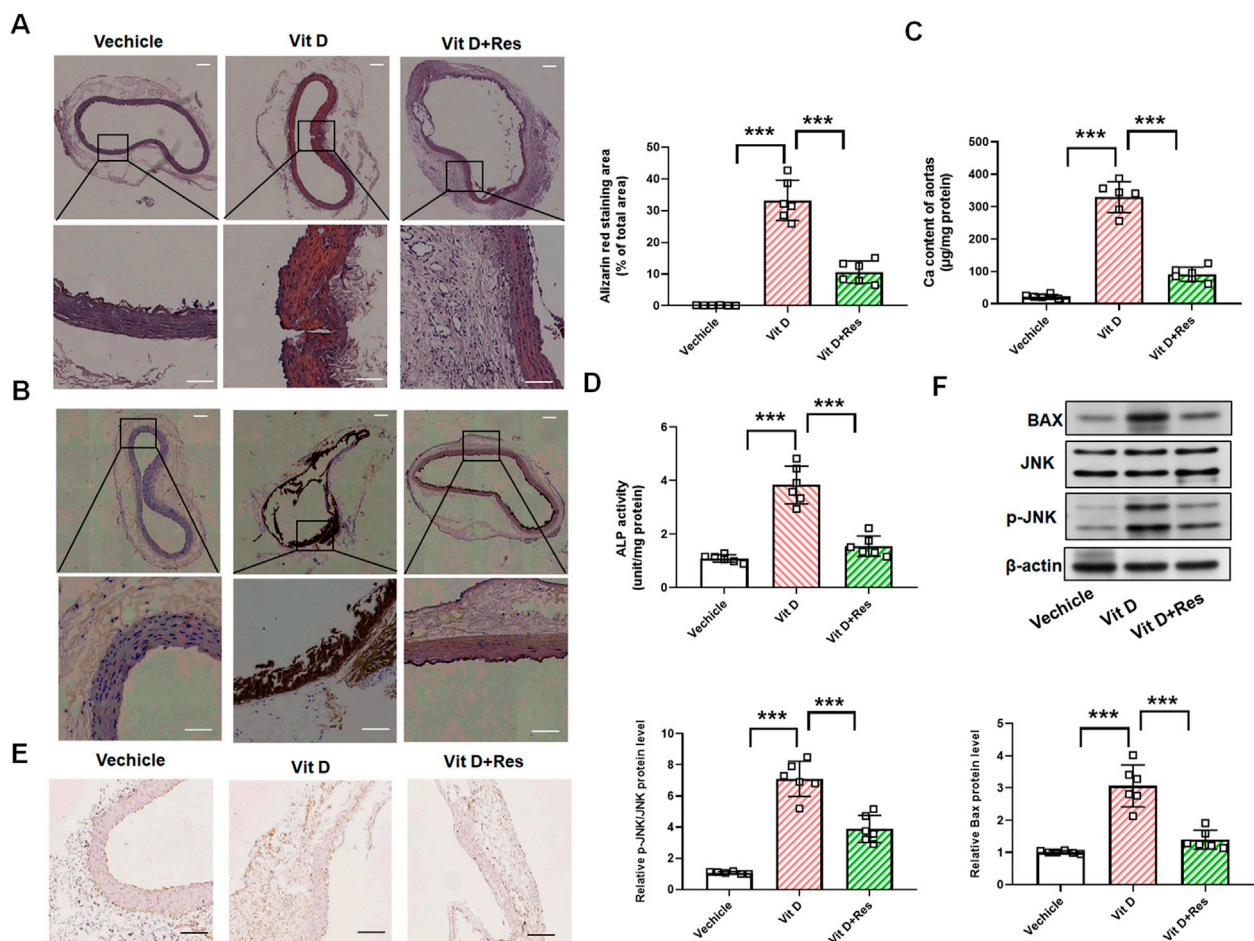 A
Vechicle
Vit D
Vit D+Res
Alizarin red staining area
(% of total area)
50
40
30
20
10
0
***
***
Vechicle
Vit D
Vit D+Res
C
Ca content of aortas
(μg/mg protein)
500
400
300
200
100
0
***
***
Vechicle
Vit D
Vit D+Res
B
D
ALP activity
(unit/mg protein)
6
4
2
0
***
***
Vechicle
Vit D
Vit D+Res
F
BAX
JNK
p-JNK
β-actin
Vechicle
Vit D
Vit D+Res
E
Vechicle
Vit D
Vit D+Res
Relative p-JNK/JNK protein level
10
8
6
4
2
0
***
***
Vechicle
Vit D
Vit D+Res
Relative Bax protein level
5
4
3
2
1
0
***
***
Vechicle
Vit D
Vit D+Res